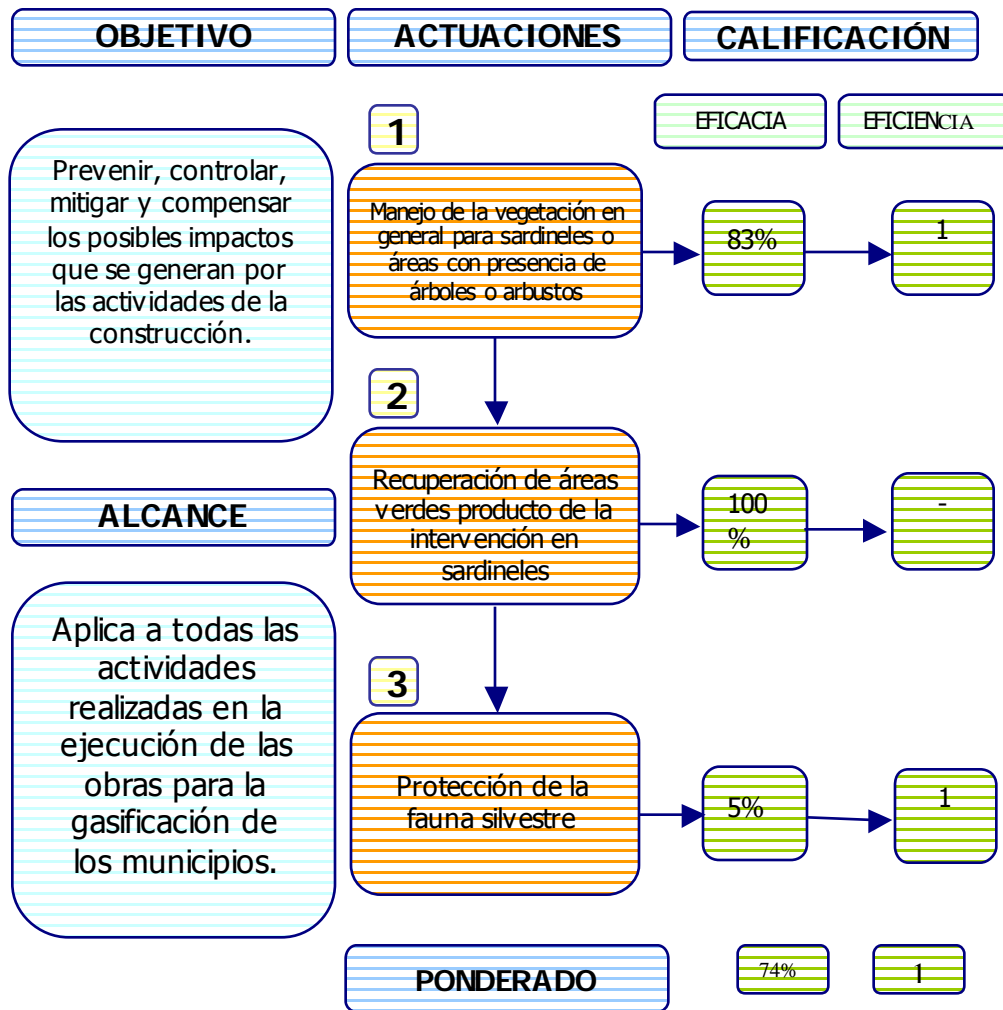 OBJETIVO
ACTUACIONES
CALIFICACIÓN
EFICACIA
EFICIENCIA
Prevenir, controlar,
mitigar y compensar
los posibles impactos
que se generan por
las actividades de la
construcción.
1
Manejo de la vegetación en
general para sardineles o
áreas con presencia de
árboles o arbustos
83%
1
2
Recuperación de áreas
verdes producto de la
intervención en
sardineles
100
%
-
ALCANCE
Aplica a todas las
actividades
realizadas en la
ejecución de las
obras para la
gasificación de
los municipios.
3
Protección de la
fauna silvestre
5%
1
PONDERADO
74%
1